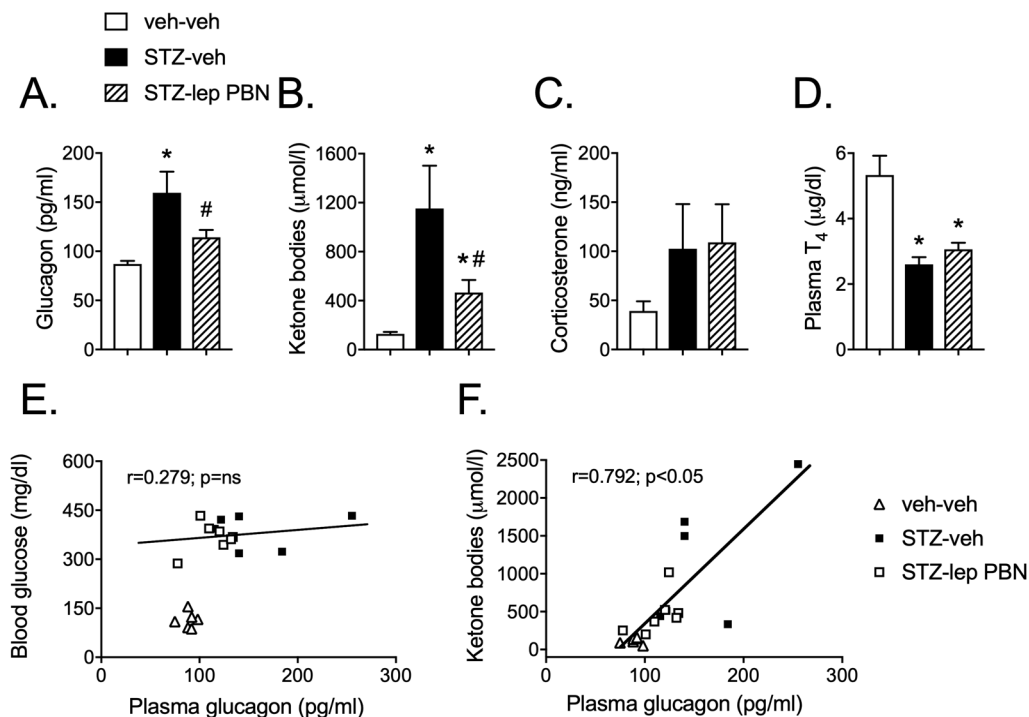 veh-veh
STZ-veh
STZ-lep PBN
A.
B.
C.
D.
Glucagon (pg/ml)
200
150
100
50
0
*
#
Ketone bodies (μmol/l)
1600
1200
800
400
0
*
*#
Corticosterone (ng/ml)
200
150
100
50
0
Plasma T4 (μg/dl)
6
4
2
0
*
*
E.
F.
Blood glucose (mg/dl)
600
450
300
150
0
r=0.279; p=ns
0
100
200
300
Plasma glucagon (pg/ml)
Ketone bodies (μmol/l)
2500
2000
1500
1000
500
0
r=0.792; p<0.05
0
100
200
300
Plasma glucagon (pg/ml)
veh-veh
STZ-veh
STZ-lep PBN